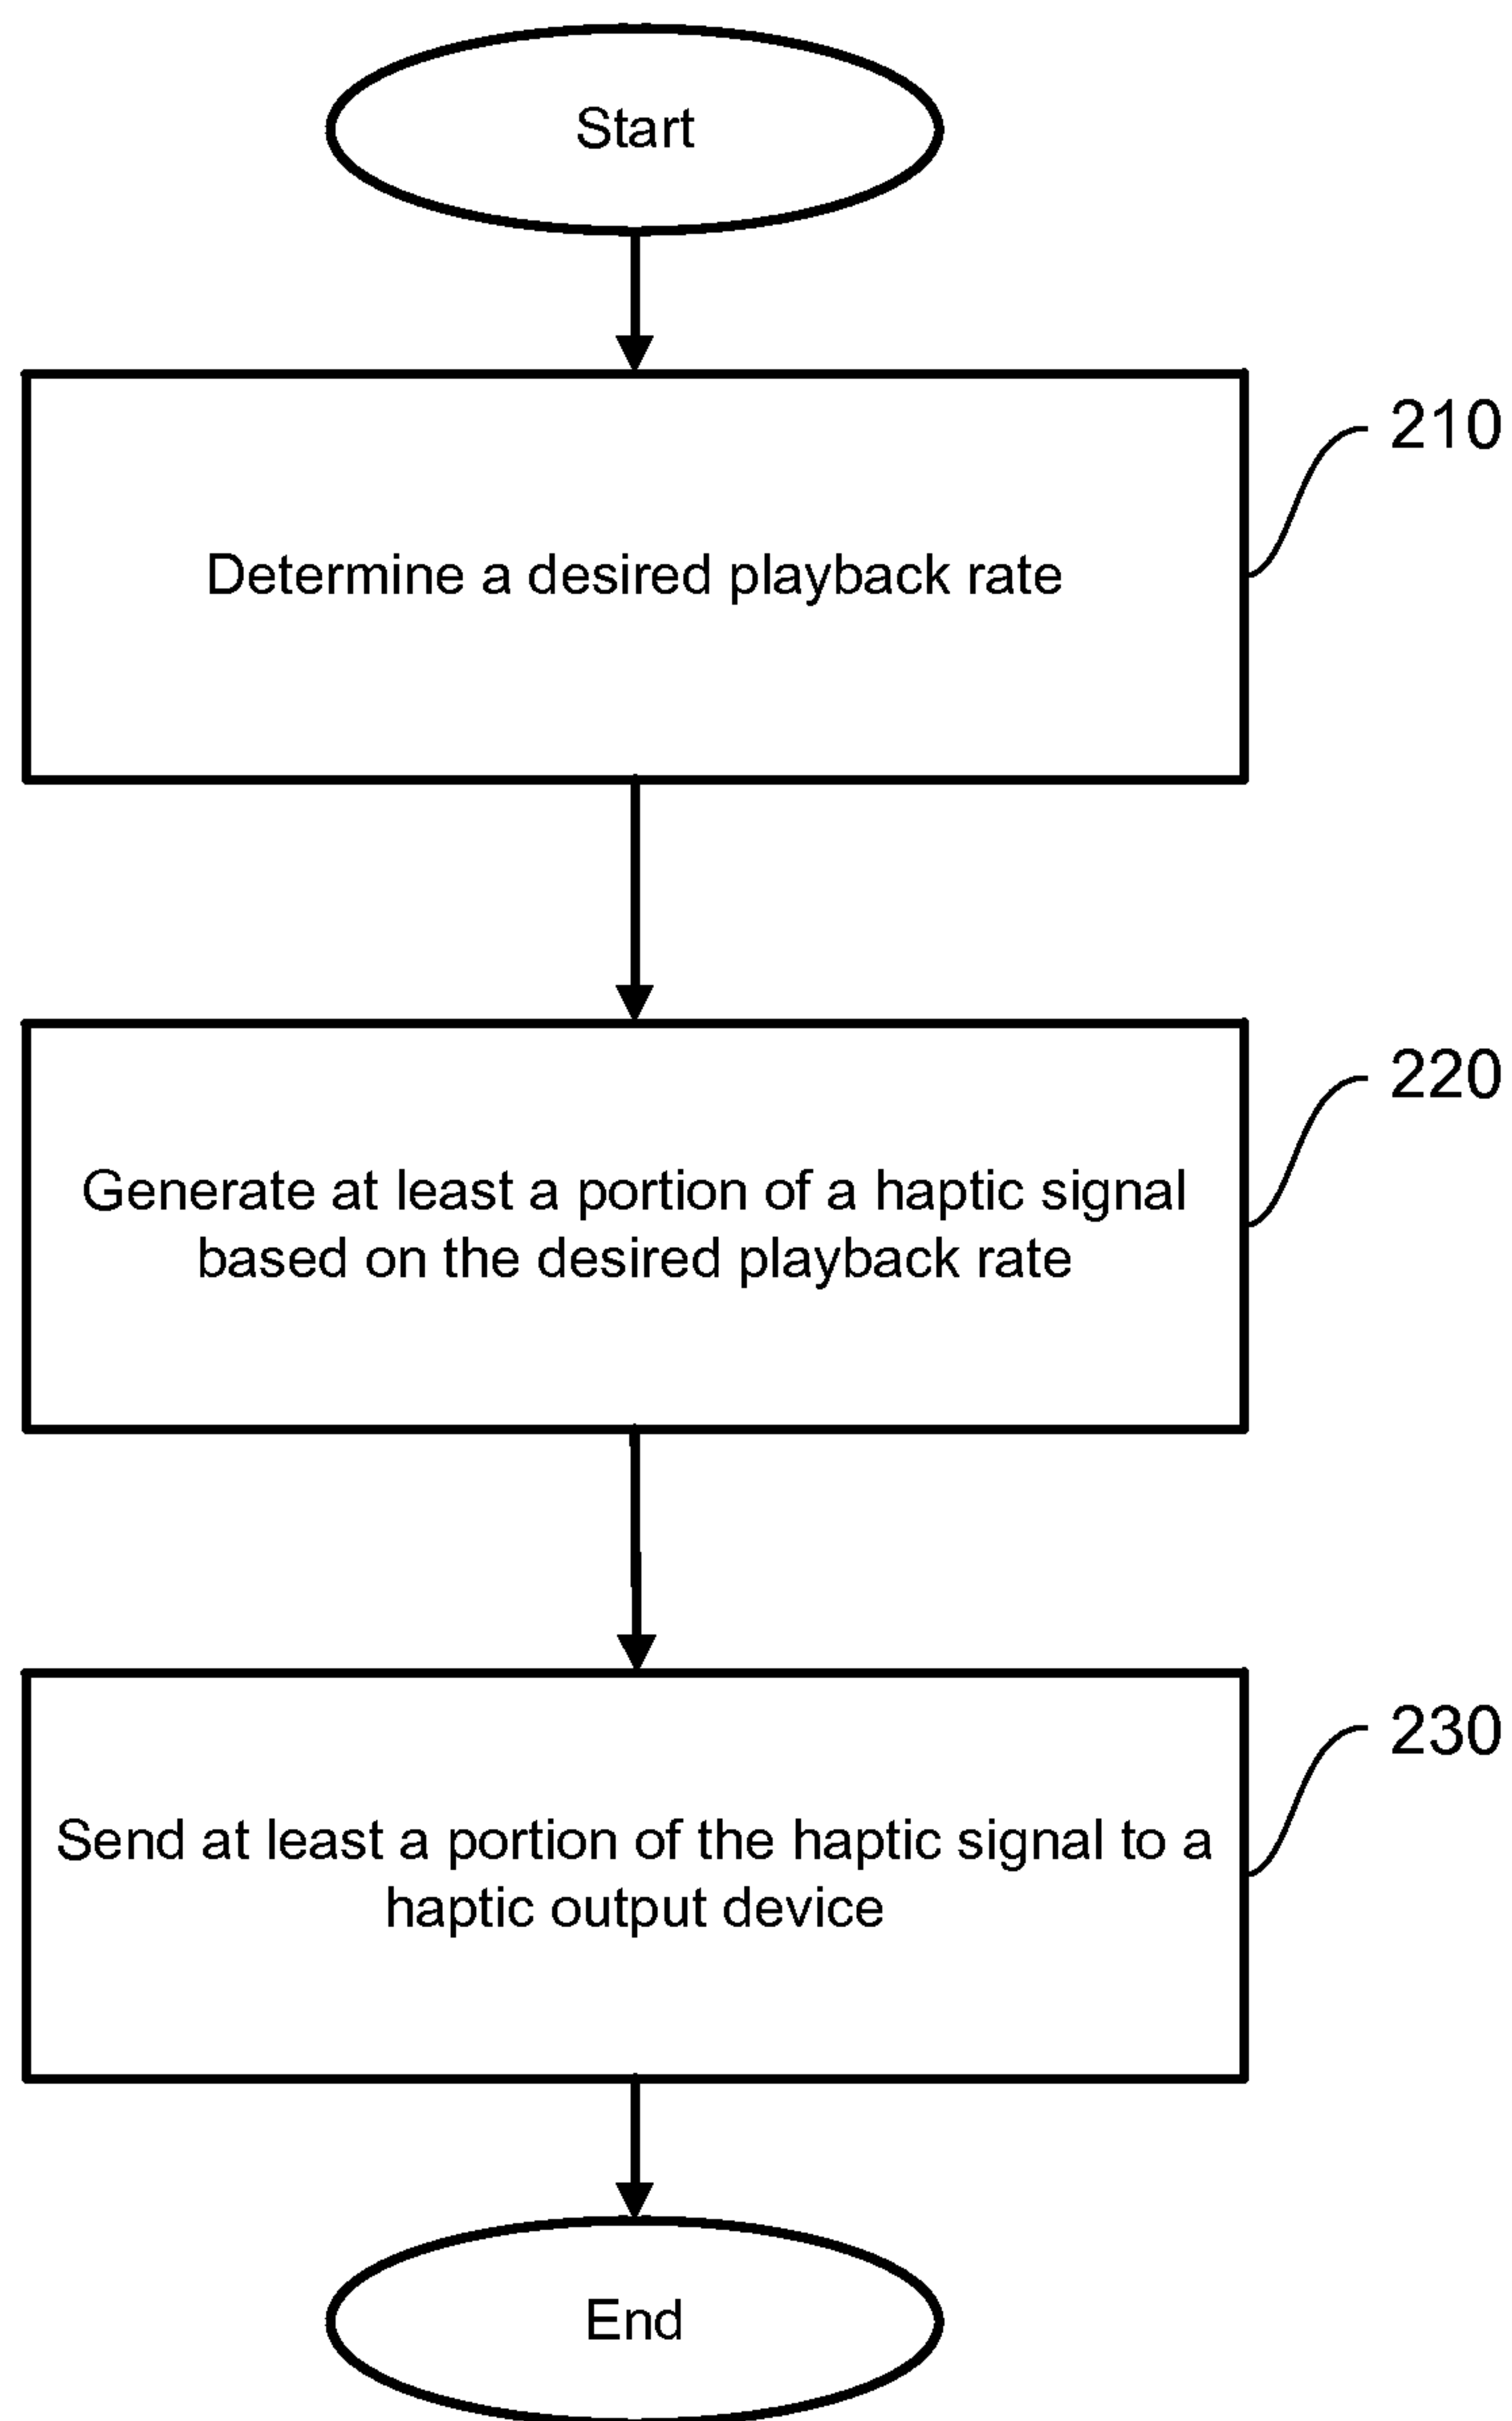 Start
210
Determine a desired playback rate
220
Generate at least a portion of a haptic signal
based on the desired playback rate
230
Send at least a portion of the haptic signal to a
haptic output device
End